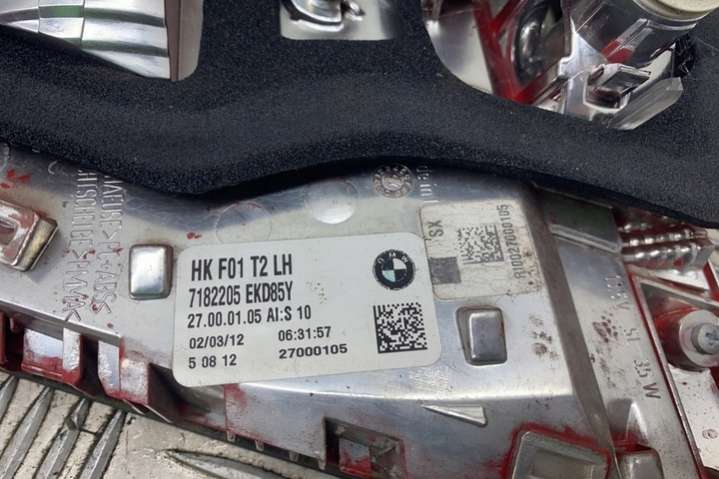 HK F01 T2 LH
7182205 EKD85Y
27.00.01.05 AI:S 10
02/03/12 06:31:57
5 08 12 27000105
SX
R10027000105